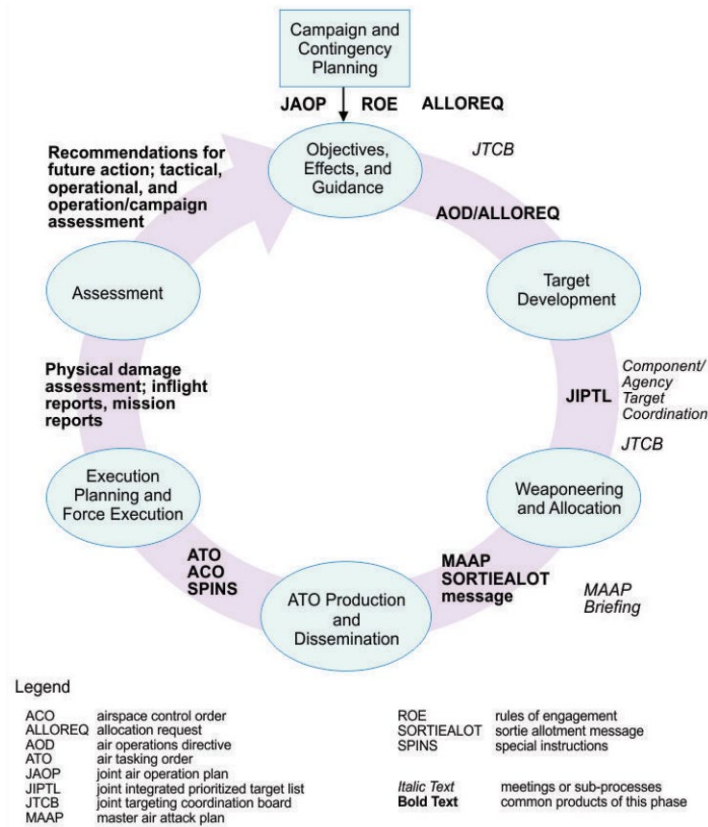 Campaign and
Contingency
Planning
JAOP ROE ALLOREQ
Objectives,
Effects, and
Guidance
JTCB
AOD/ALLOREQ
Target
Development
JIPTL
Component/
Agency
Target
Coordination
JTCB
Weaponeering
and Allocation
MAAP
SORTIEALOT
message
MAAP
Briefing
ATO Production
and
Dissemination
ATO
ACO
SPINS
Execution
Planning and
Force Execution
Physical damage
assessment; inflight
reports, mission
reports
Assessment
Recommendations for
future action; tactical,
operational, and
operation/campaign
assessment
Legend
ACO airspace control order
ALLOREQ allocation request
AOD air operations directive
ATO air tasking order
JAOP joint air operation plan
JIPTL joint integrated prioritized target list
JTCB joint targeting coordination board
MAAP master air attack plan
ROE rules of engagement
SORTIEALOT sortie allotment message
SPINS special instructions
Italic Text meetings or sub-processes
Bold Text common products of this phase